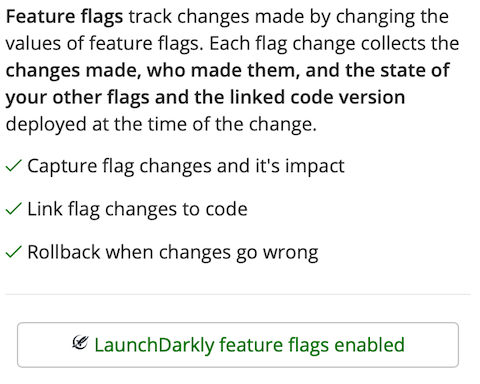 Feature flags track changes made by changing the
values of feature flags. Each flag change collects the
changes made, who made them, and the state of
your other flags and the linked code version
deployed at the time of the change.
Capture flag changes and it's impact
Link flag changes to code
Rollback when changes go wrong
LaunchDarkly feature flags enabled